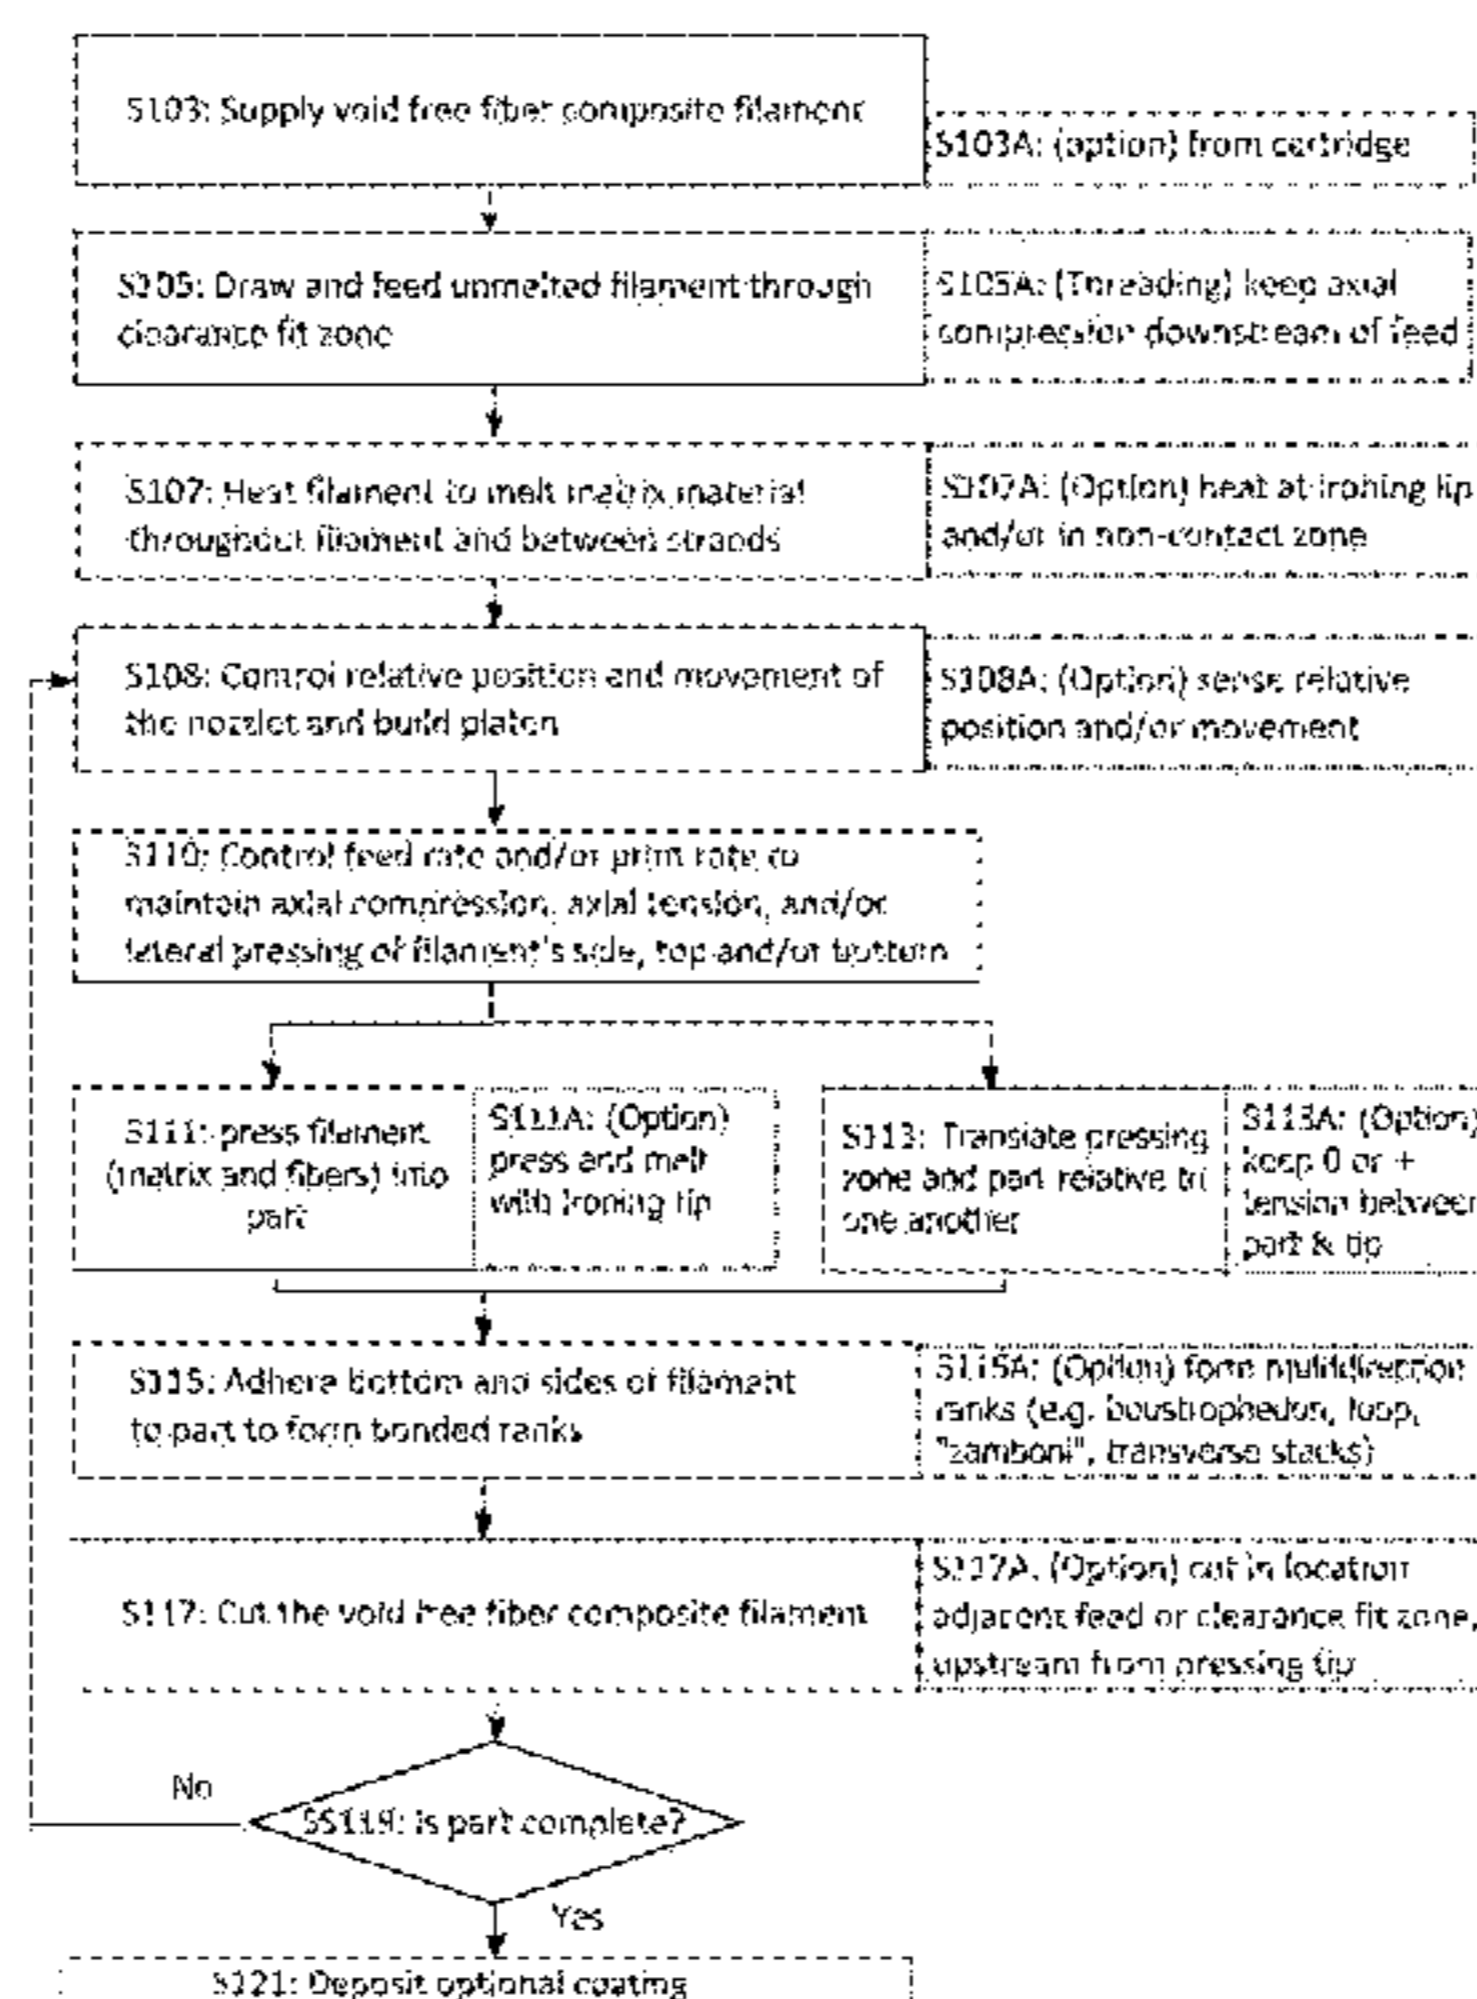 S103: Supply void free fiber composite filament
S103A: (option) from cartridge
S105: Draw and feed unmelted filament through
clearance fit zone
S105A: (Threading) keep axial
compression downstream of feed
S107: Heat filament to melt matrix material
throughout filament and between strands
S107A: (Option) heat at ironing lip
and/or in non-contact zone
S108: Control relative position and movement of
the nozzlet and build platen
S108A: (Option) sense relative
position and/or movement
S110: Control feed rate and/or print rate to
maintain axial compression, axial tension, and/or
lateral pressing of filament's side, top and/or bottom
S111: press filament
(matrix and fibers) into
part
S111A: (Option)
press and melt
with ironing tip
S113: Translate pressing
zone and part relative to
one another
S113A: (Option)
keep 0 or +
tension between
part & tip
S115: Adhere bottom and sides of filament
to part to form bonded ranks
S115A: (Option) form multidirection
ranks (e.g. boustrophedon, loop,
"zamboni", transverse stacks)
S117: Cut the void free fiber composite filament
S117A: (Option) cut in location
adjacent feed or clearance fit zone,
upstream from pressing tip
No
SS119: is part complete?
Yes
S121: Deposit optional coating